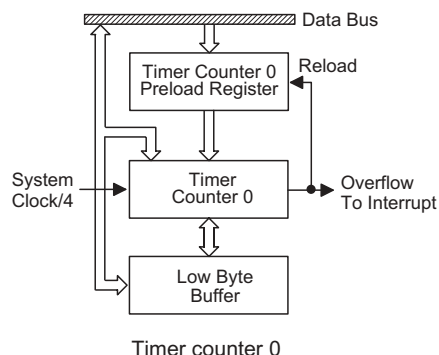 Data Bus
Timer Counter 0
Preload Register
Reload
System
Clock/4
Timer
Counter 0
Overflow
To Interrupt
Low Byte
Buffer
Timer counter 0